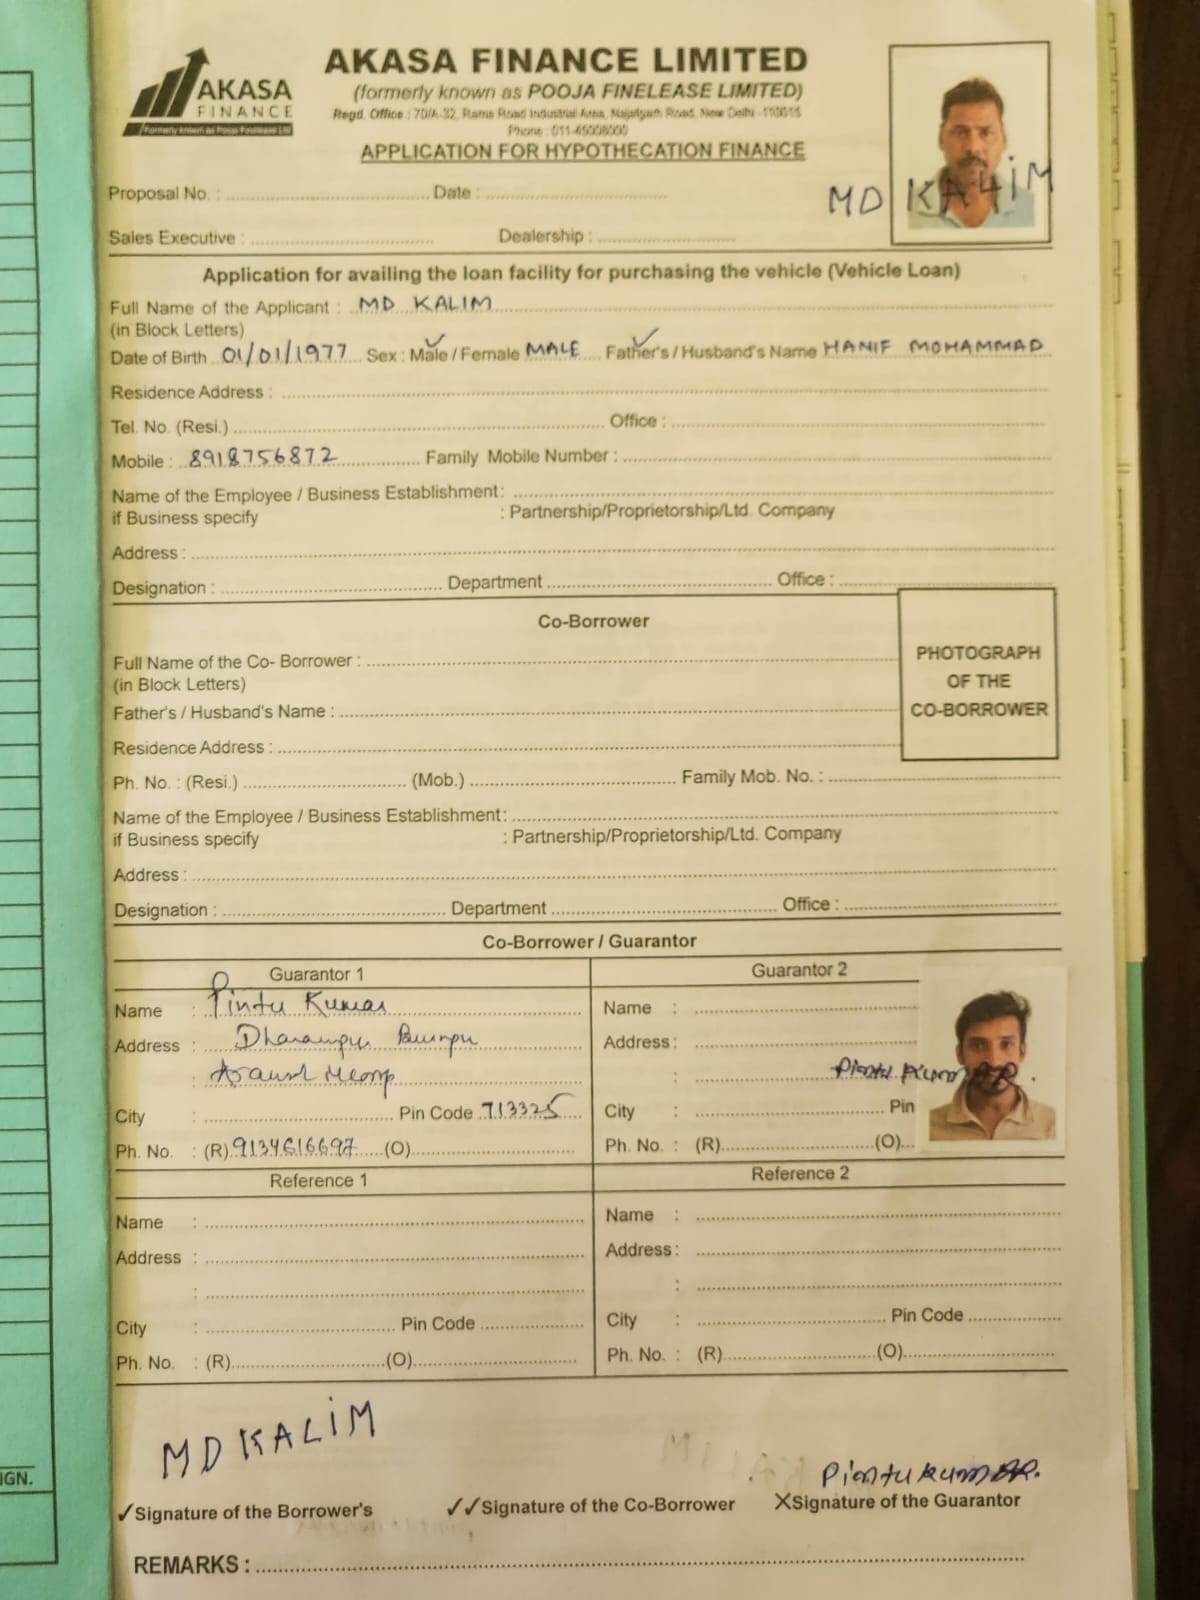 AKASA
FINANCE
Formerly known as Pooja Finelease Ltd
AKASA FINANCE LIMITED
(formerly known as POOJA FINELEASE LIMITED)
Regd. Office : 70/A-32, Rama Road Industrial Area, Najafgarh Road, New Delhi -110015
Phone : 011-45008000
APPLICATION FOR HYPOTHECATION FINANCE
MD KALIM
Proposal No. : Date :
Sales Executive : Dealership :
Application for availing the loan facility for purchasing the vehicle (Vehicle Loan)
Full Name of the Applicant : MD KALIM
(in Block Letters)
Date of Birth 01/01/1977 Sex : Male / Female MALE Father's / Husband's Name HANIF MOHAMMAD
Residence Address :
Tel. No. (Resi.) Office :
Mobile : 8918756872 Family Mobile Number :
Name of the Employee / Business Establishment:
if Business specify : Partnership/Proprietorship/Ltd. Company
Address :
Designation : Department Office :
Co-Borrower
PHOTOGRAPH
OF THE
CO-BORROWER
Full Name of the Co- Borrower :
(in Block Letters)
Father's / Husband's Name :
Residence Address :
Ph. No. : (Resi.) (Mob.) Family Mob. No. :
Name of the Employee / Business Establishment:
if Business specify : Partnership/Proprietorship/Ltd. Company
Address :
Designation : Department Office :
Co-Borrower / Guarantor
Guarantor 1
Name : Pintu Kumar
Address : Dharampur Burnpur
:
City : Pin Code 713325
Ph. No. : (R) 9134616697 (O)
Guarantor 2
Name :
Address :
: Pintu KumAR.
City : Pin
Ph. No. : (R) (O)
Reference 1
Name :
Address :
:
City : Pin Code
Ph. No. : (R) (O)
Reference 2
Name :
Address :
:
City : Pin Code
Ph. No. : (R) (O)
MD KALIM
Pintu kumAR.
✓Signature of the Borrower's ✓✓Signature of the Co-Borrower XSignature of the Guarantor
REMARKS :
IGN.